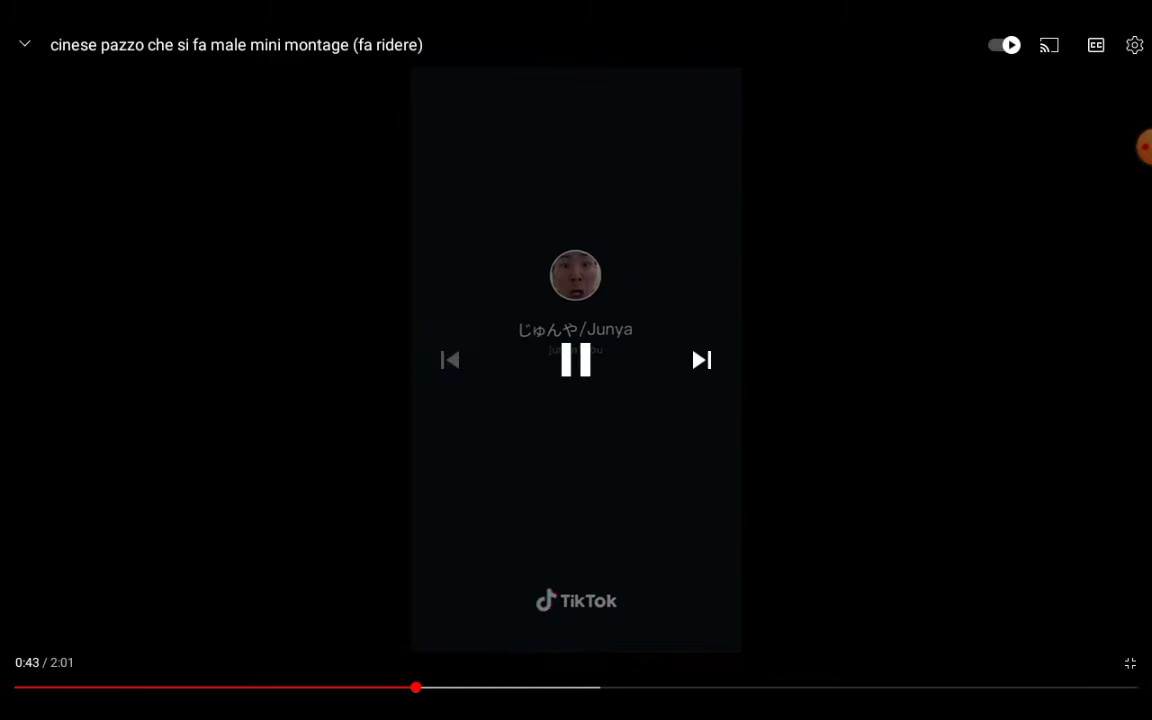 cinese pazzo che si fa male mini montage (fa ridere)
CC
じゅんや/Junya
TikTok
0:43 / 2:01